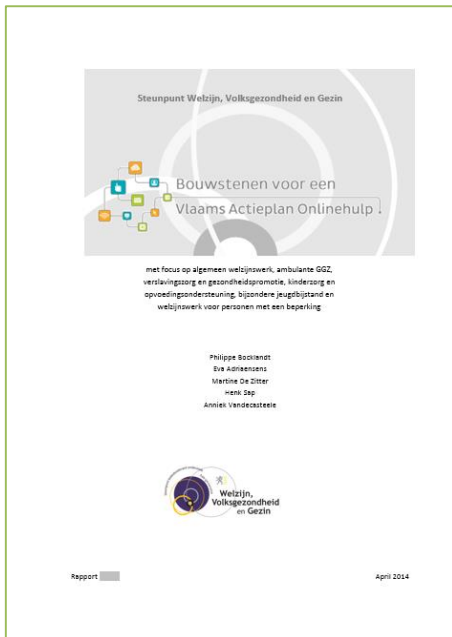 Steunpunt Welzijn, Volksgezondheid en Gezin
Bouwstenen voor een
Vlaams Actieplan Onlinehulp
met focus op algemeen welzijnswerk, ambulante GGZ,
verslavingszorg en gezondheidspromotie, kinderzorg en
opvoedingsondersteuning, bijzondere jeugdbijstand en
welzijnswerk voor personen met een beperking
Philippe Bocklandt
Eva Adriaensens
Martine De Zitter
Henk Sap
Anniek Vandecasteele
Welzijn,
Volksgezondheid
en Gezin
Rapport
April 2014